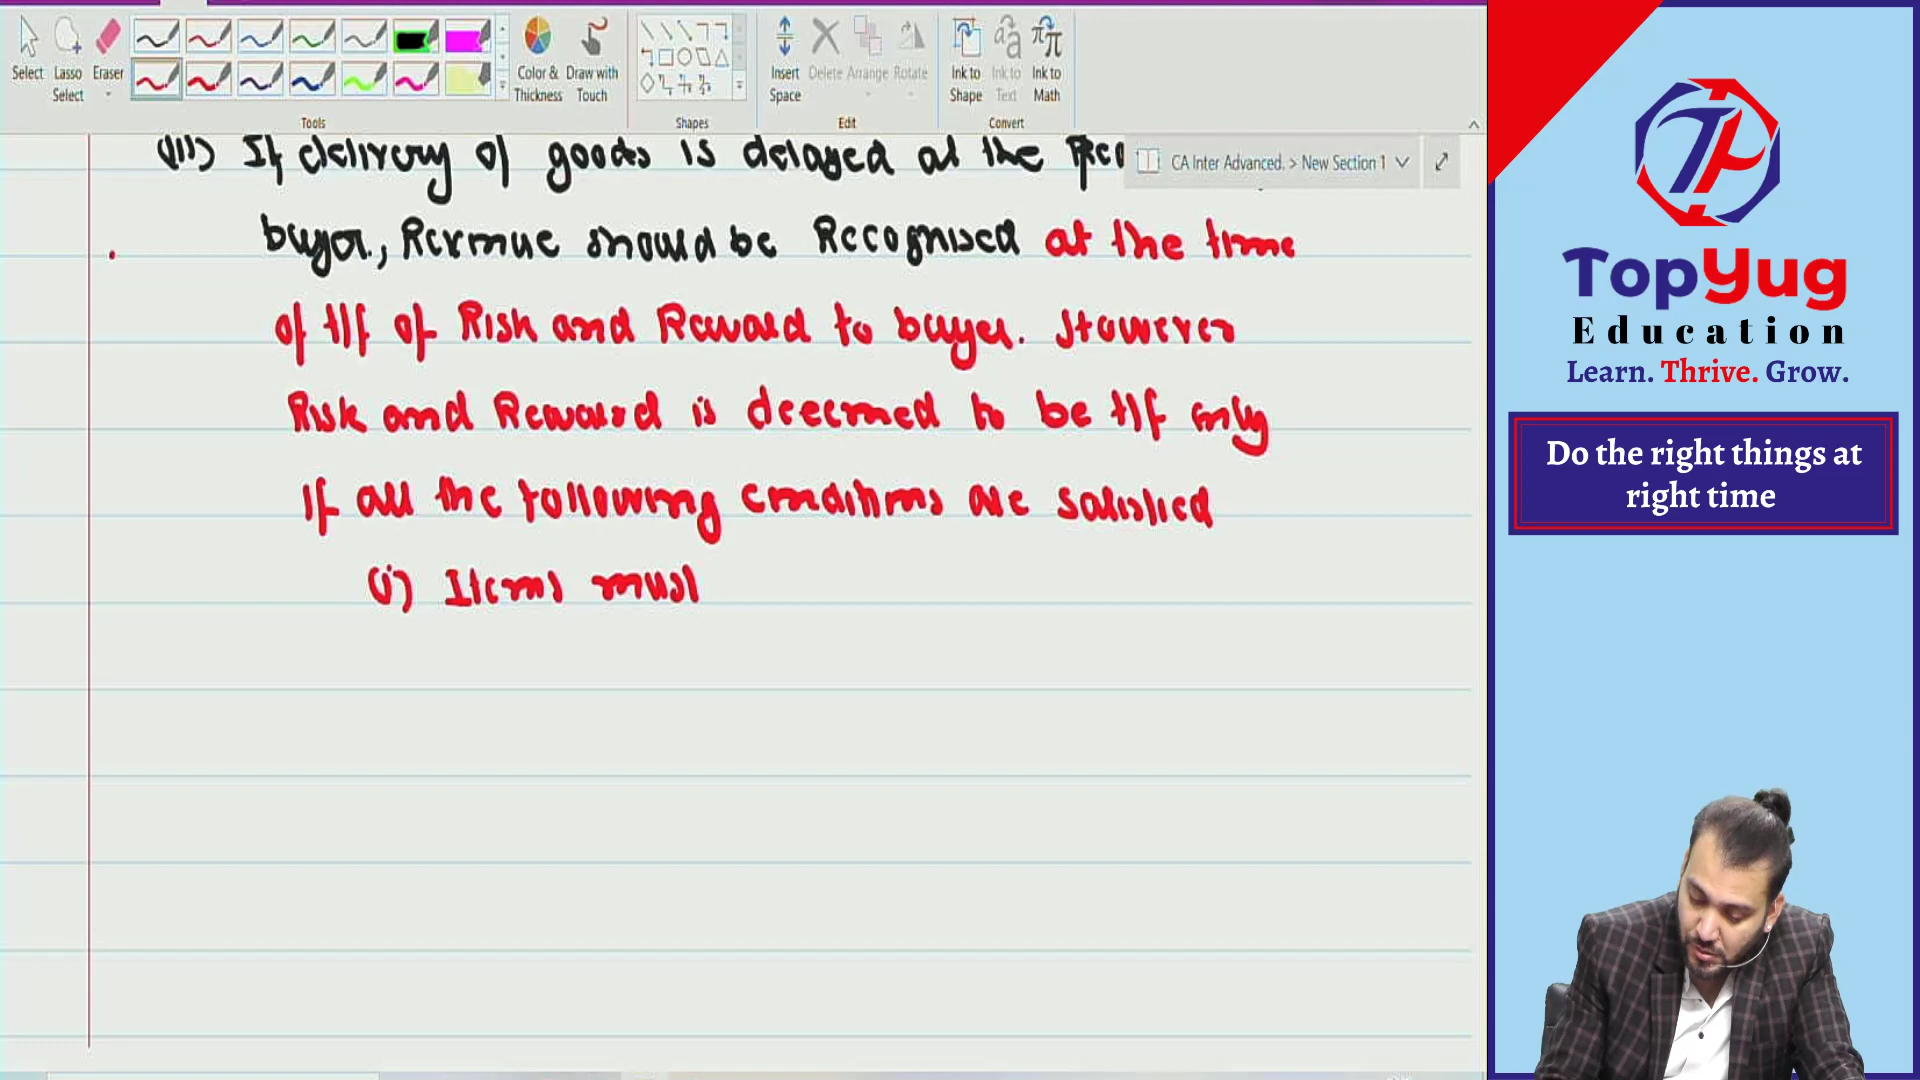 Select
Lasso Select
Eraser
Color & Thickness
Draw with Touch
Insert Space
Delete
Arrange
Rotate
Ink to Shape
Ink to Text
Ink to Math
Tools
Shapes
Edit
Convert
CA Inter Advanced. > New Section 1
(iii) If delivery of goods is delayed at the
buyer, Revenue should be Recognised at the time
of t/f of Risk and Reward to buyer. However
Risk and Reward is deemed to be t/f only
if all the following conditions are satisfied
(i) Items must
TopYug
Education
Learn. Thrive. Grow.
Do the right things at
right time